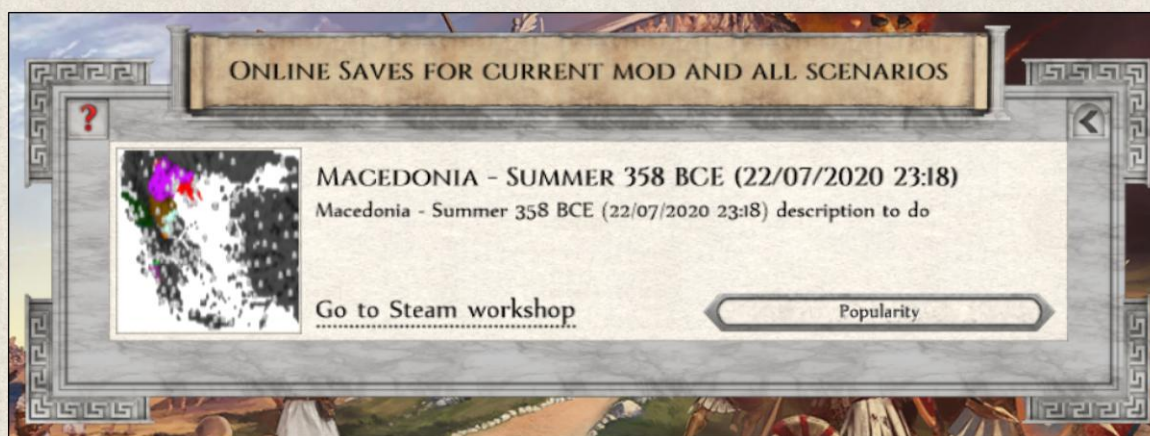 ONLINE SAVES FOR CURRENT MOD AND ALL SCENARIOS
?
MACEDONIA - SUMMER 358 BCE (22/07/2020 23:18)
Macedonia - Summer 358 BCE (22/07/2020 23:18) description to do
Go to Steam workshop
Popularity